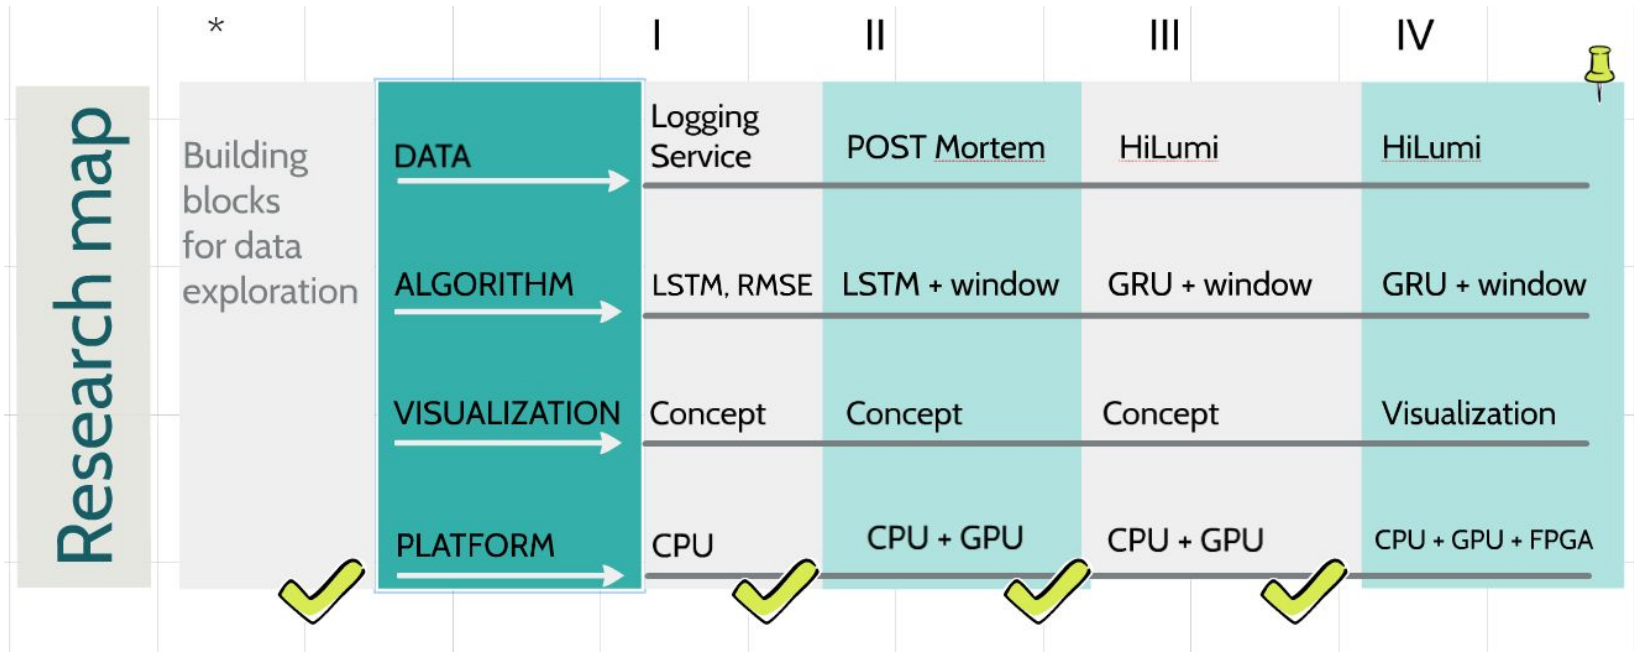 *
I II III IV
Research map
Building
blocks
for data
exploration
DATA
Logging
Service
POST Mortem
HiLumi
HiLumi
ALGORITHM
LSTM, RMSE
LSTM + window
GRU + window
GRU + window
VISUALIZATION
Concept
Concept
Concept
Visualization
PLATFORM
CPU
CPU + GPU
CPU + GPU
CPU + GPU + FPGA